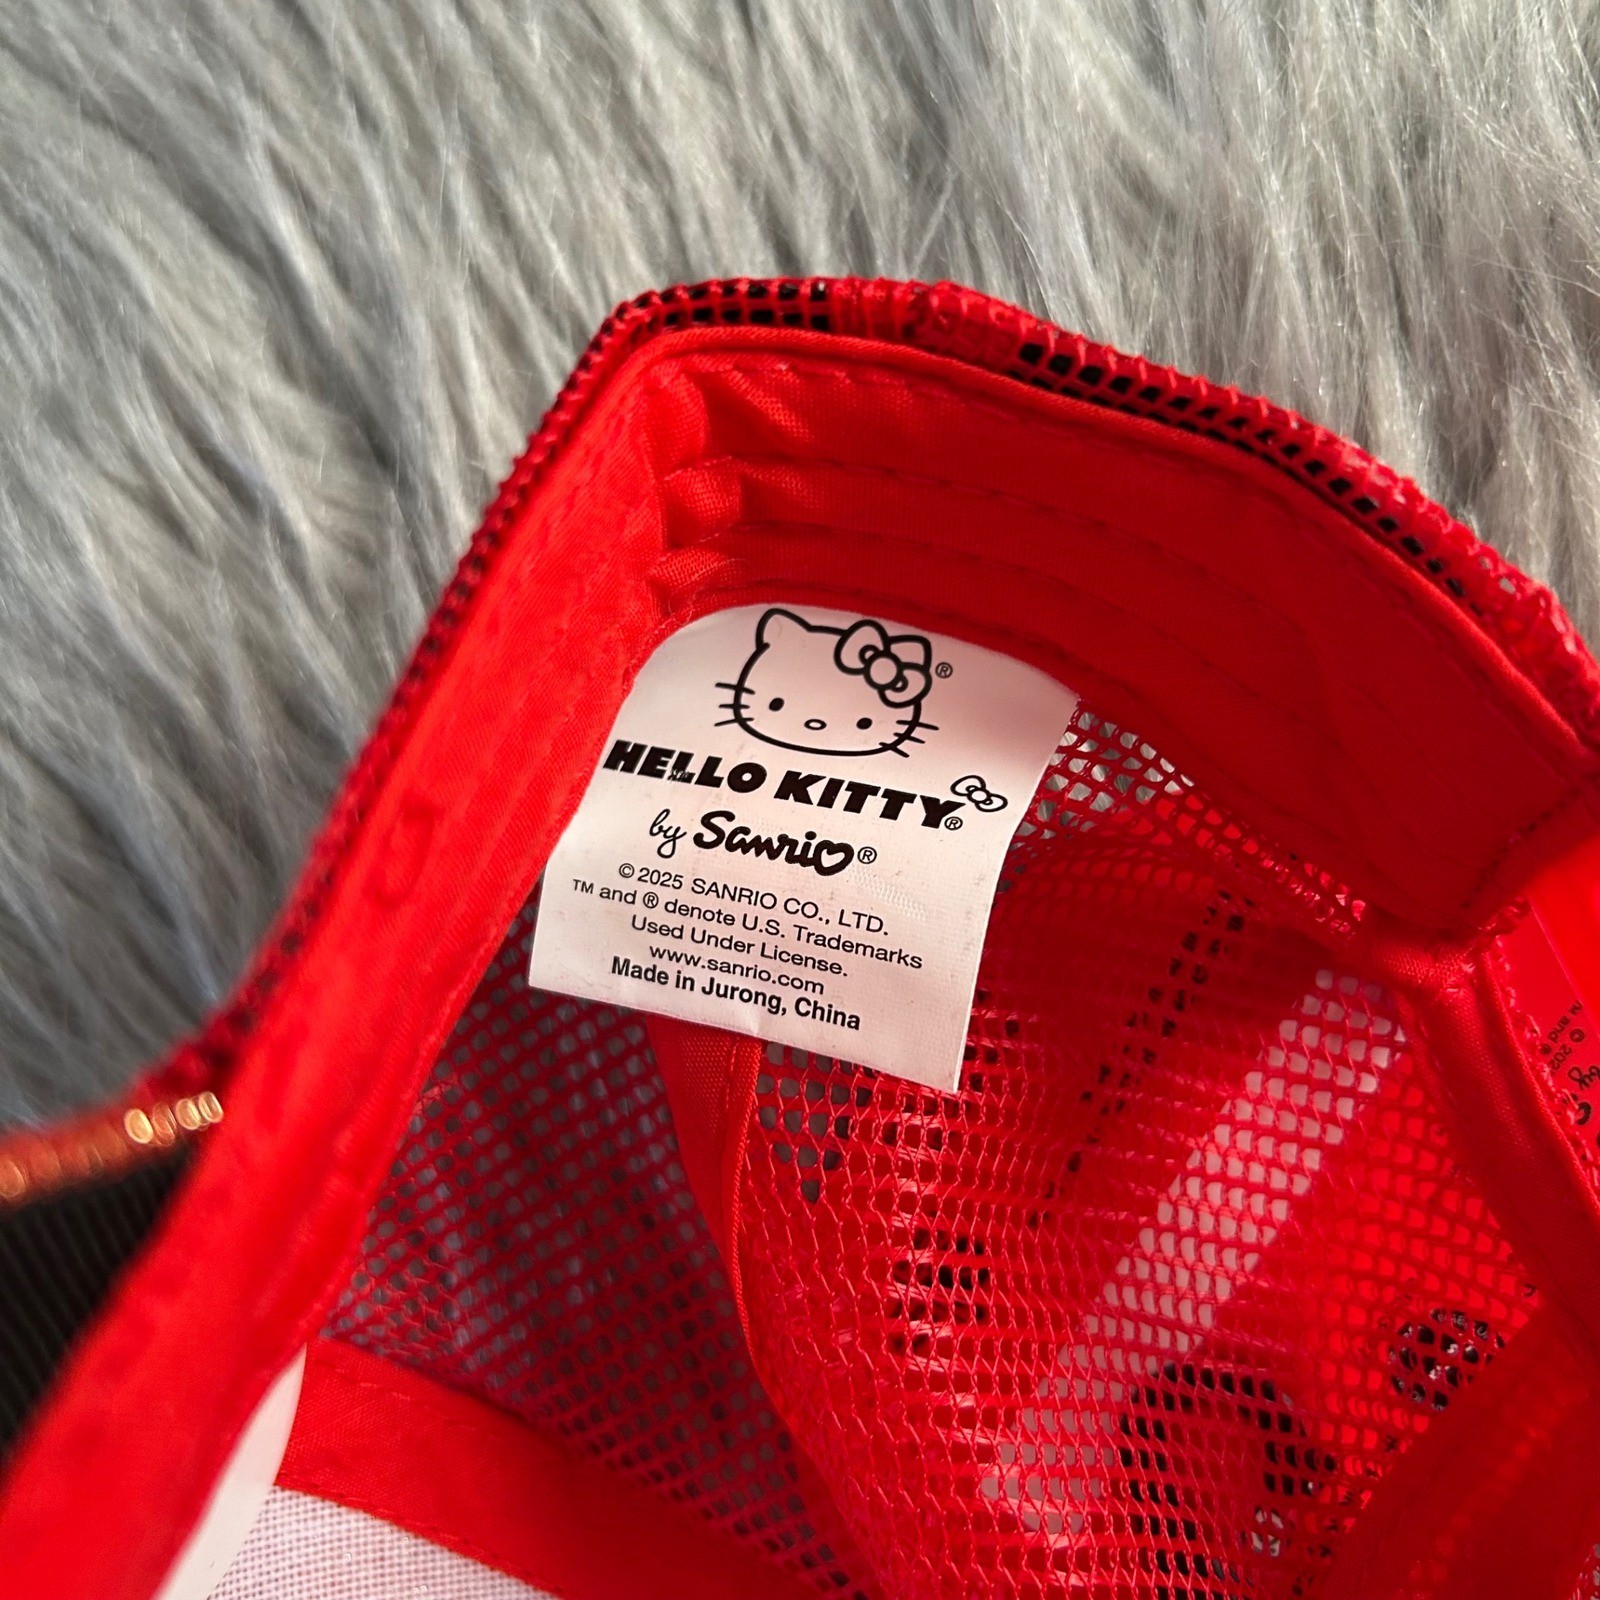 ®
HELLO KITTY®
by Sanrio®
© 2025 SANRIO CO., LTD.
TM and ® denote U.S. Trademarks
Used Under License.
www.sanrio.com
Made in Jurong, China